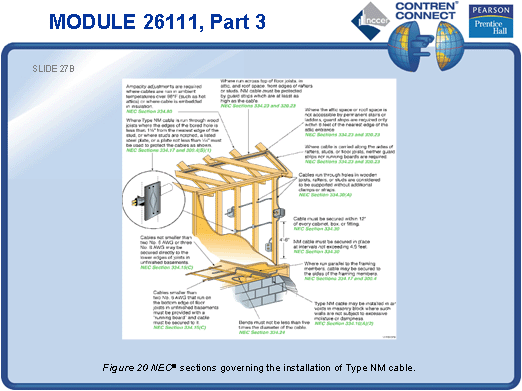 MODULE 26111, Part 3
nccer
CONTREN®
CONNECT
PEARSON
Prentice
Hall
SLIDE 27B
Ampacity adjustments are required
where cables are run in ambient
temperatures over 86°F (such as hot
attics) or where cable is embedded
in insulation.
NEC Section 334.80
Where run across top of floor joists, in
attic, and roof space, front edges of rafters
or studs, NM cable must be protected
by guard strips which are at least as
high as the cable.
NEC Sections 334.23 and 320.23
Where Type NM cable is run through wood
joists where the edges of the bored hole is
less than 1¼" from the nearest edge of the
stud, or where studs are notched, a listed
steel plate, or a plate not less than 1/16" must
be used to protect the cables as shown.
NEC Sections 334.17 and 300.4(B)(1)
Where the attic space or roof space is
not accessible by permanent stairs or
ladders, guard strips are required only
within 6 feet of the nearest edge of the
attic entrance
NEC Sections 334.23 and 320.23
Where cable is carried along the sides of
rafters, studs, or floor joists, neither guard
strips nor running boards are required.
NEC Sections 334.23 and 320.23
Cables run through holes in wooden
joists, rafters, or studs are considered
to be supported without additional
clamps or straps.
NEC Section 334.30(A)
Cable must be secured within 12"
of every cabinet, box, or fitting.
NEC Section 334.30
4'-6"
NM cable must be secured in place
at intervals not exceeding 4.5 feet.
NEC Section 334.30
Cables not smaller than
two No. 6 AWG or three
No. 8 AWG may be
secured directly to the
lower edges of joists in
unfinished basements
NEC Section 334.15(C)
Where run parallel to the framing
members, cable may be secured to
the sides of the framing members.
NEC Sections 334.17 and 300.4
Cables smaller than
two No. 6 AWG that run on
the bottom edge of floor
joists in unfinished basements
must be provided with a
"running board" and cable
must be secured to it.
NEC Section 334.15(C)
Type NM cable may be installed in air
voids in masonry block where such
walls are not subject to excessive
moisture or dampness
NEC Section 334.10(A)(2)
Bends must not be less than five
times the diameter of the cable
NEC Section 334.24
Figure 20 NEC® sections governing the installation of Type NM cable.